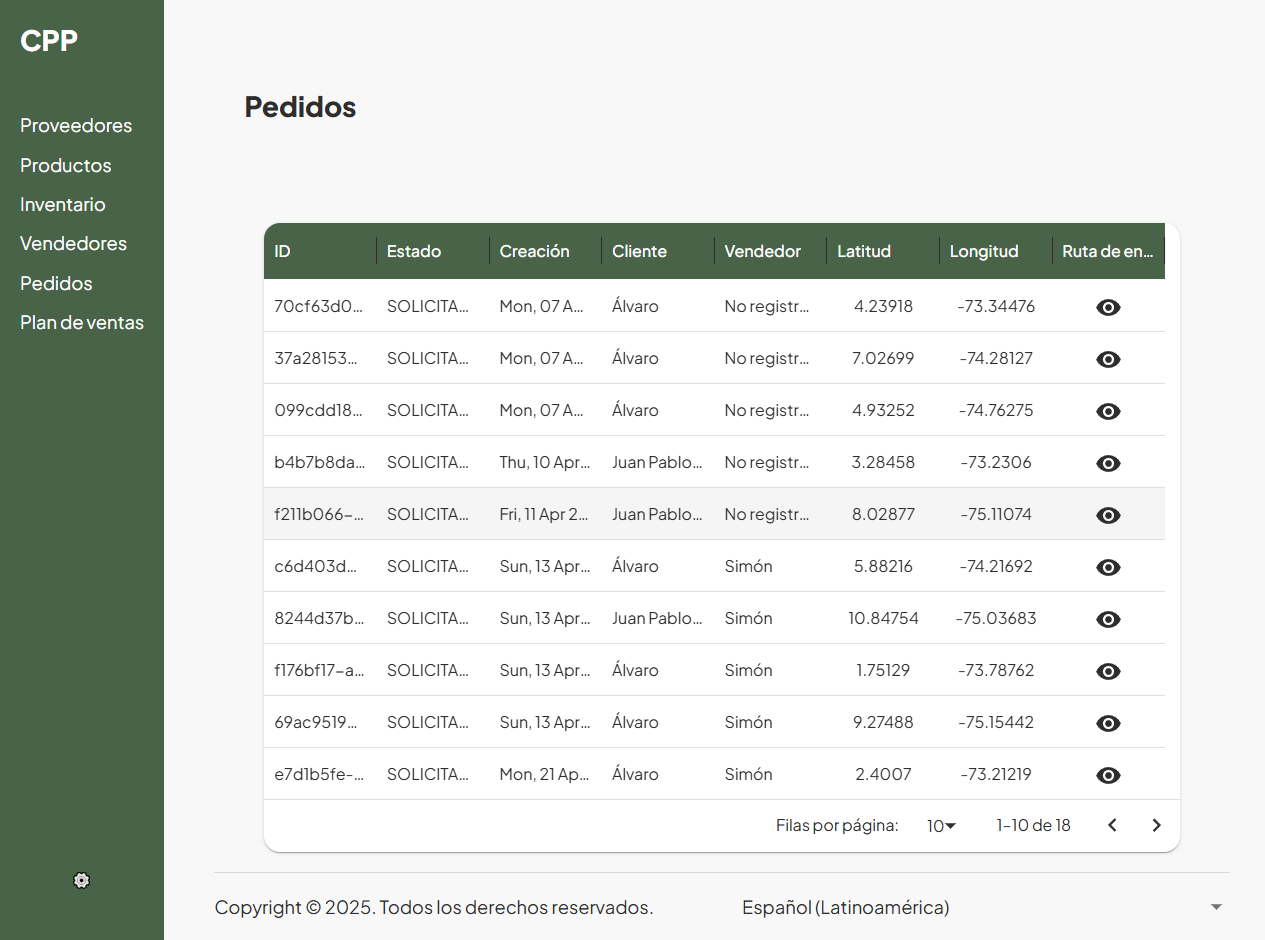 CPP
Proveedores
Productos
Inventario
Vendedores
Pedidos
Plan de ventas
Pedidos
ID Estado Creación Cliente Vendedor Latitud Longitud Ruta de en...
70cf63d0... SOLICITA... Mon, 07 A... Álvaro No registr... 4.23918 -73.34476
37a28153... SOLICITA... Mon, 07 A... Álvaro No registr... 7.02699 -74.28127
099cdd18... SOLICITA... Mon, 07 A... Álvaro No registr... 4.93252 -74.76275
b4b7b8da... SOLICITA... Thu, 10 Apr... Juan Pablo... No registr... 3.28458 -73.2306
f211b066-... SOLICITA... Fri, 11 Apr 2... Juan Pablo... No registr... 8.02877 -75.11074
c6d403d... SOLICITA... Sun, 13 Apr... Álvaro Simón 5.88216 -74.21692
8244d37b... SOLICITA... Sun, 13 Apr... Juan Pablo... Simón 10.84754 -75.03683
f176bf17-a... SOLICITA... Sun, 13 Apr... Álvaro Simón 1.75129 -73.78762
69ac9519... SOLICITA... Sun, 13 Apr... Álvaro Simón 9.27488 -75.15442
e7d1b5fe-... SOLICITA... Mon, 21 Ap... Álvaro Simón 2.4007 -73.21219
Filas por página: 10 1–10 de 18
Copyright © 2025. Todos los derechos reservados. Español (Latinoamérica)